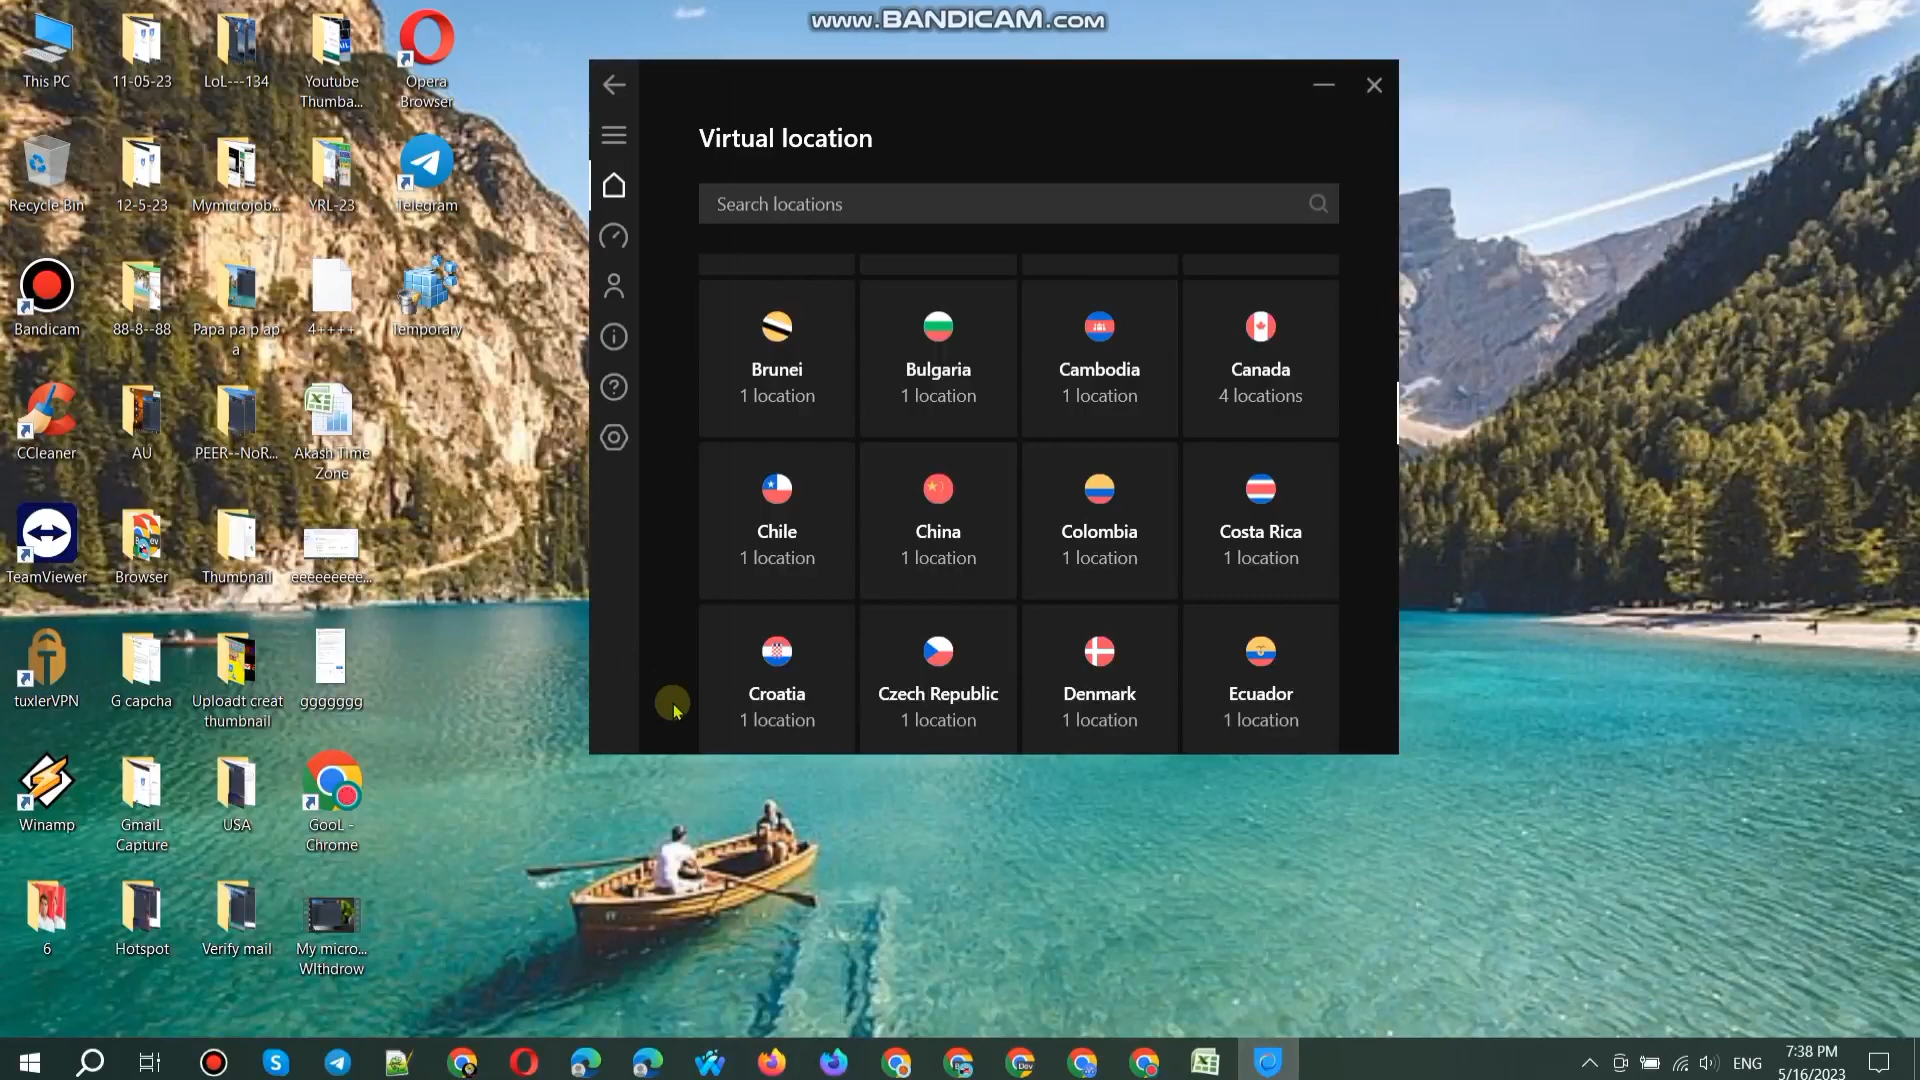 www.BANDICAM.com
This PC
11-05-23
LoL---134
Youtube
Thumba...
Opera
Browser
Recycle Bin
12-5-23
Mymicrojob...
YRL-23
Telegram
Bandicam
88-8--88
Papa pa p ap
a
4++++
Temporary
CCleaner
AU
PEER--NoR...
Akash Time
Zone
TeamViewer
Browser
Thumbnail
eeeeeeeeee...
tuxlerVPN
G capcha
Uploadt creat
thumbnail
ggggggg
Winamp
GmaiL
Capture
USA
GooL -
Chrome
6
Hotspot
Verify mail
My micro...
WIthdrow
Virtual location
Search locations
Brunei
1 location
Bulgaria
1 location
Cambodia
1 location
Canada
4 locations
Chile
1 location
China
1 location
Colombia
1 location
Costa Rica
1 location
Croatia
1 location
Czech Republic
1 location
Denmark
1 location
Ecuador
1 location
ENG
7:38 PM
5/16/2023